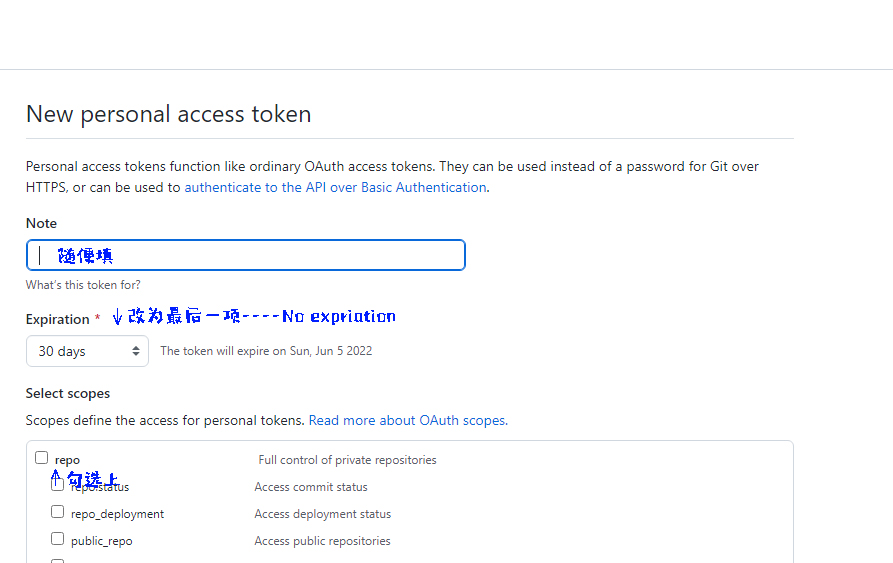 New personal access token
Personal access tokens function like ordinary OAuth access tokens. They can be used instead of a password for Git over
HTTPS, or can be used to authenticate to the API over Basic Authentication.
Note
随便填
What's this token for?
Expiration * ↓改为最后一项----No expriation
30 days The token will expire on Sun, Jun 5 2022
Select scopes
Scopes define the access for personal tokens. Read more about OAuth scopes.
repo Full control of private repositories
↑勾选上
repo:status Access commit status
repo_deployment Access deployment status
public_repo Access public repositories